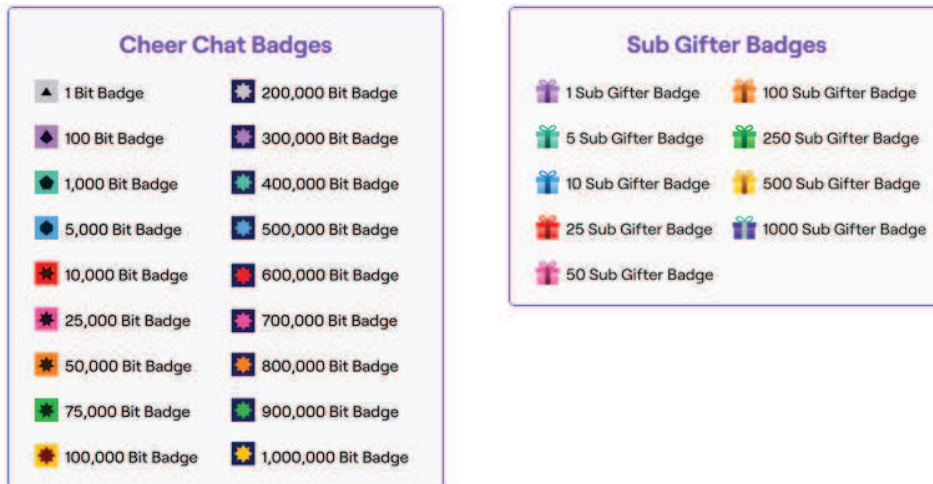 Cheer Chat Badges
1 Bit Badge
100 Bit Badge
1,000 Bit Badge
5,000 Bit Badge
10,000 Bit Badge
25,000 Bit Badge
50,000 Bit Badge
75,000 Bit Badge
100,000 Bit Badge
200,000 Bit Badge
300,000 Bit Badge
400,000 Bit Badge
500,000 Bit Badge
600,000 Bit Badge
700,000 Bit Badge
800,000 Bit Badge
900,000 Bit Badge
1,000,000 Bit Badge
Sub Gifter Badges
1 Sub Gifter Badge
5 Sub Gifter Badge
10 Sub Gifter Badge
25 Sub Gifter Badge
50 Sub Gifter Badge
100 Sub Gifter Badge
250 Sub Gifter Badge
500 Sub Gifter Badge
1000 Sub Gifter Badge